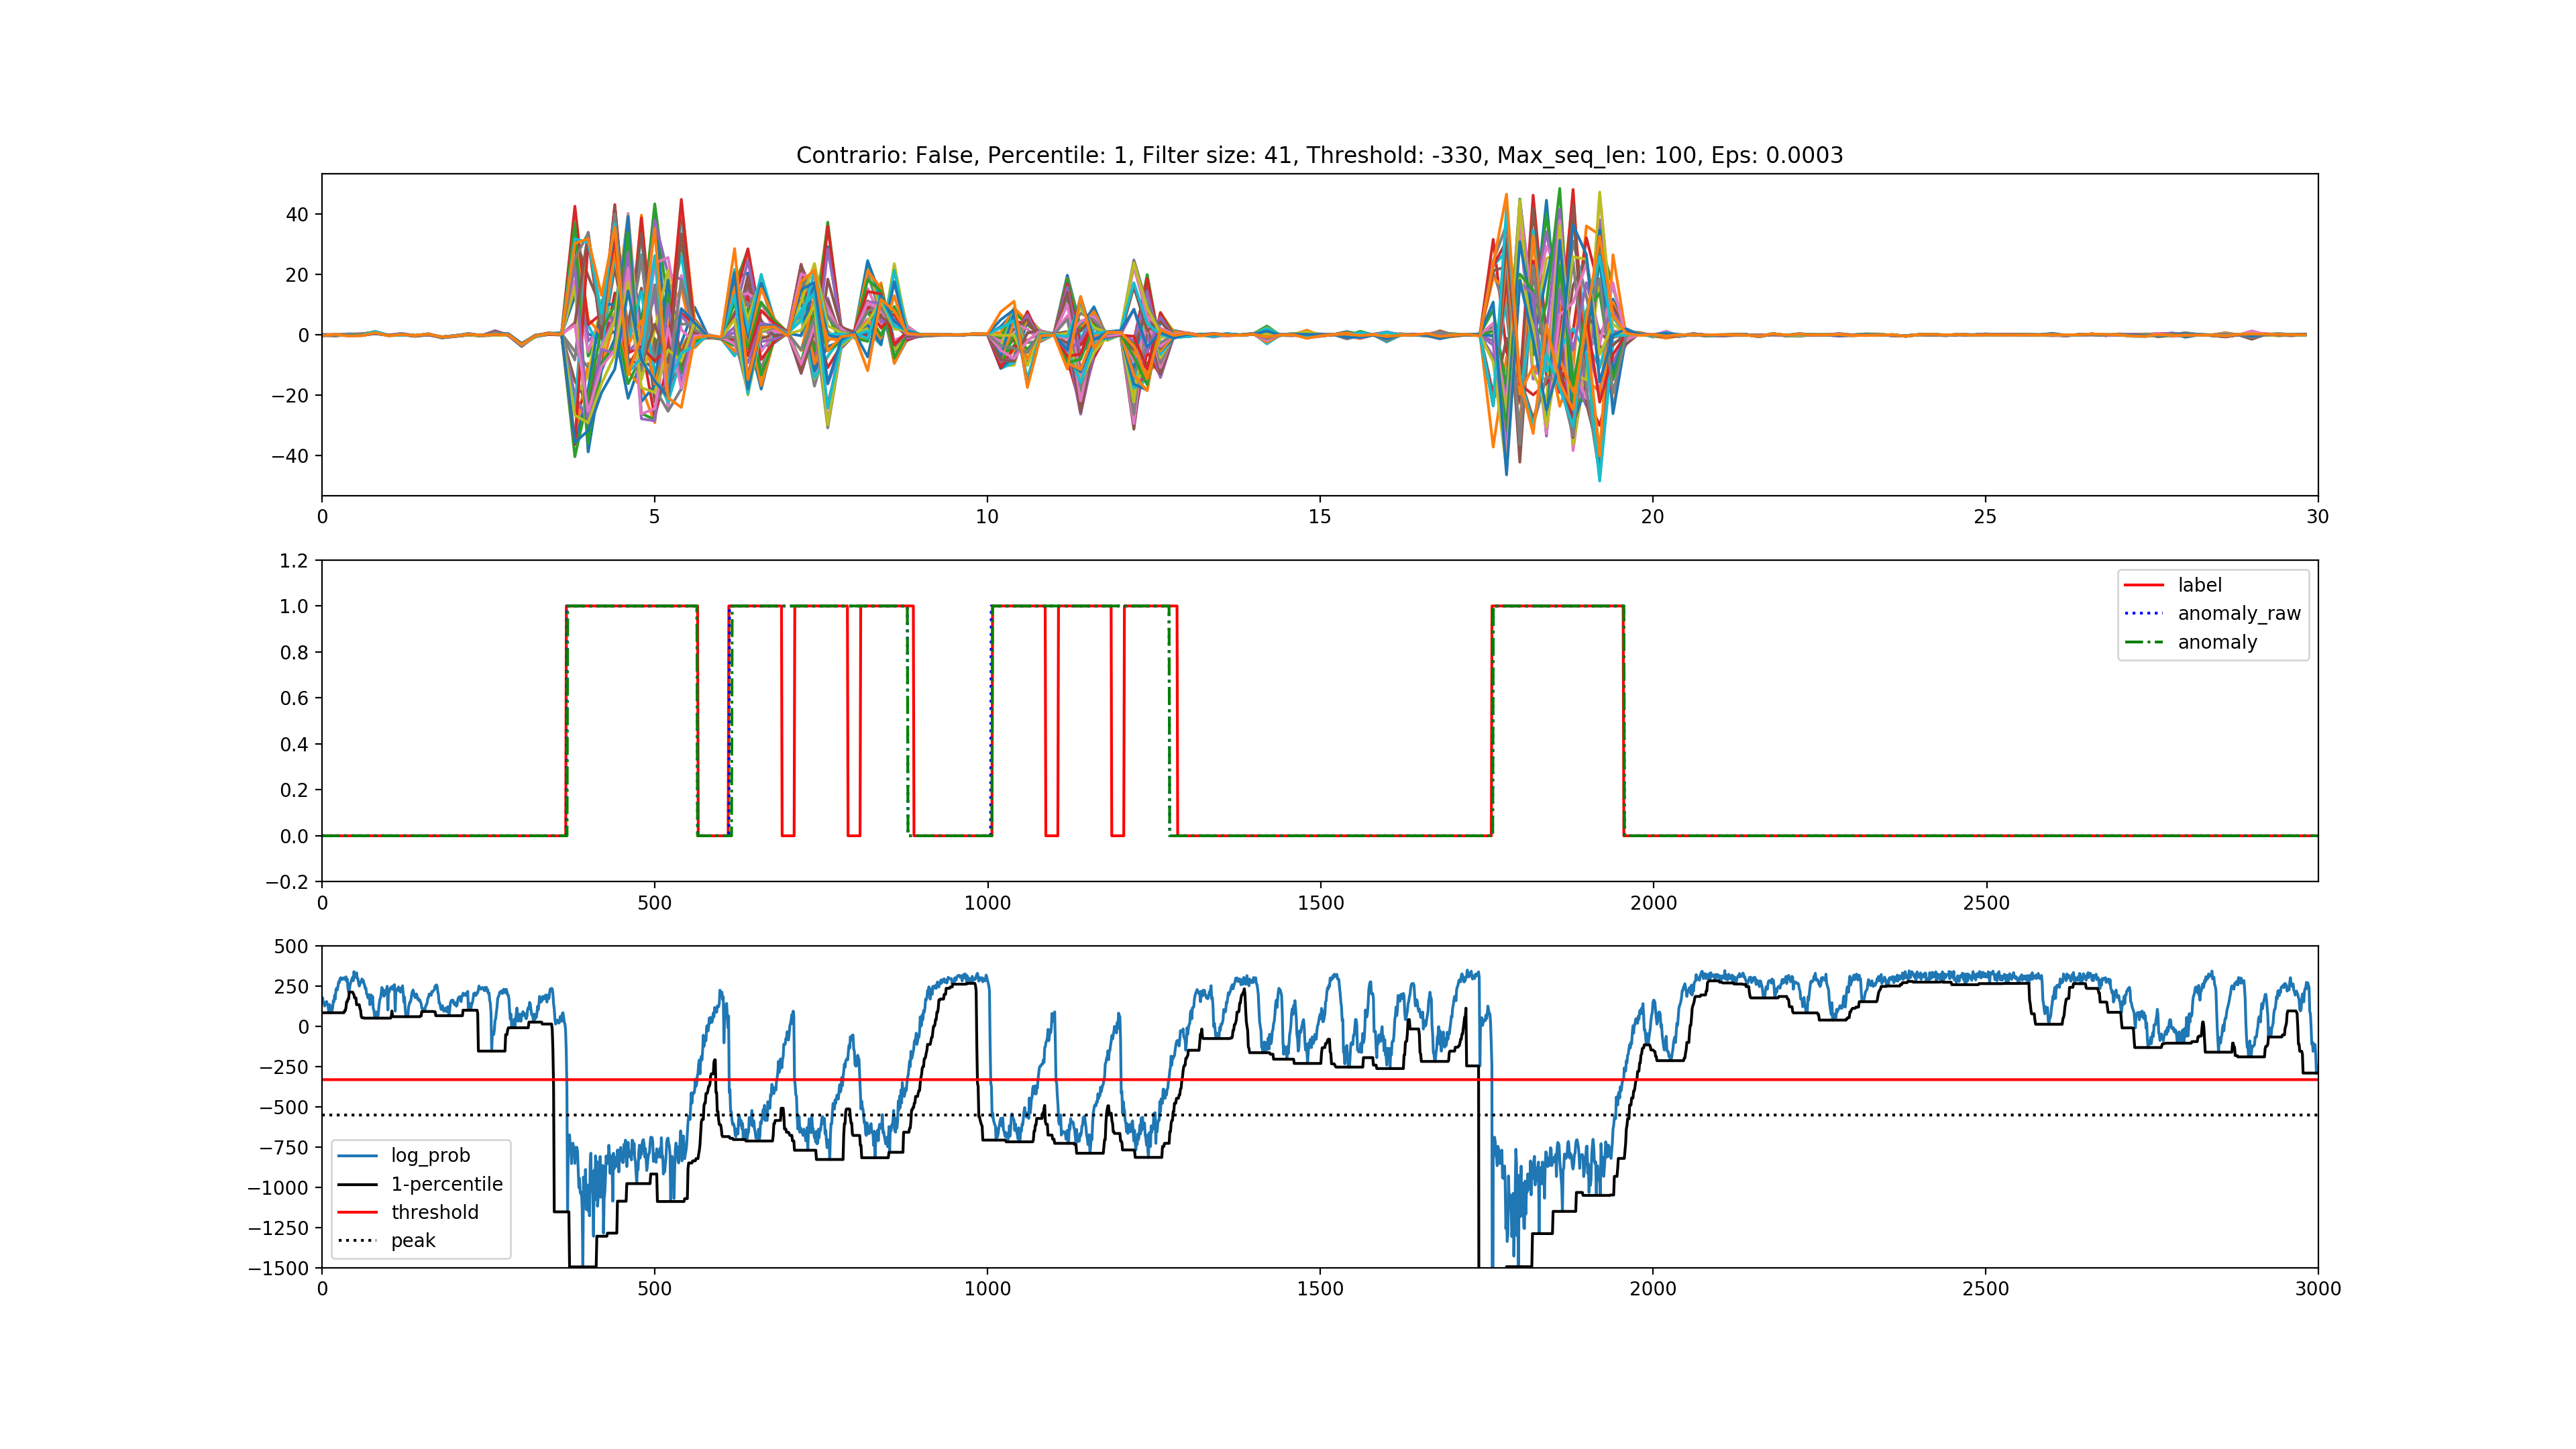 Contrario: False, Percentile: 1, Filter size: 41, Threshold: -330, Max_seq_len: 100, Eps: 0.0003
40
20
0
−20
−40
0 5 10 15 20 25 30
1.2
1.0
0.8
0.6
0.4
0.2
0.0
−0.2
label
anomaly_raw
anomaly
0 500 1000 1500 2000 2500
500
250
0
−250
−500
−750
−1000
−1250
−1500
log_prob
1-percentile
threshold
peak
0 500 1000 1500 2000 2500 3000